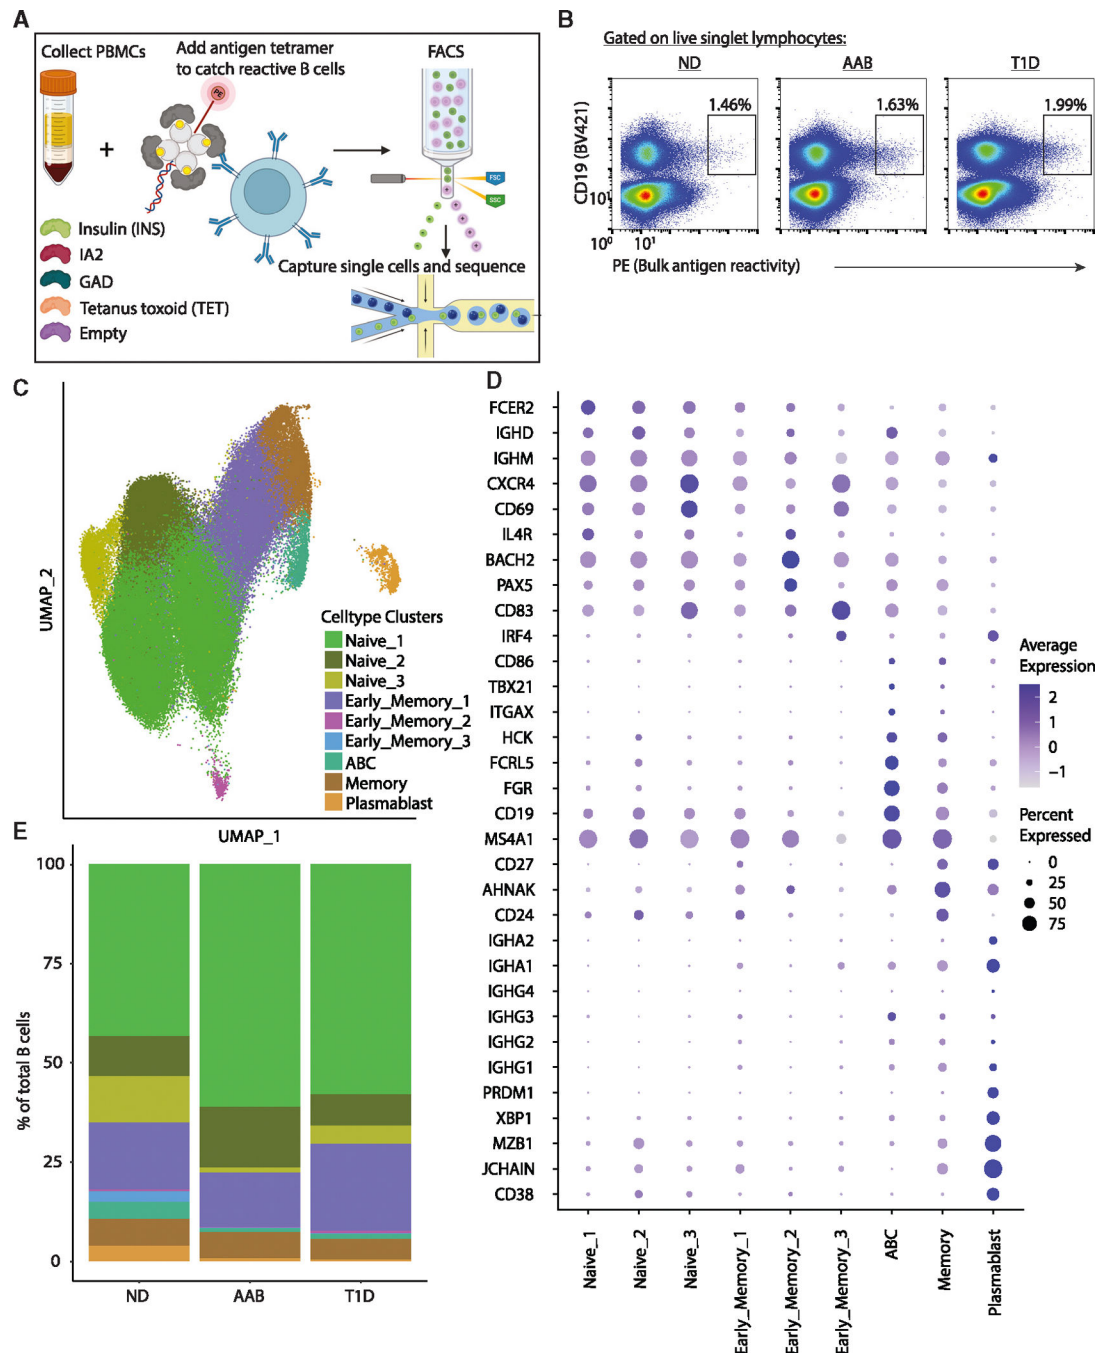 A
Collect PBMCs
Add antigen tetramer
to catch reactive B cells
FACS
PE
+
FSC
SSC
Insulin (INS)
IA2
GAD
Tetanus toxoid (TET)
Empty
Capture single cells and sequence
B
Gated on live singlet lymphocytes:
ND
AAB
T1D
1.46%
1.63%
1.99%
CD19 (BV421)
10¹
10⁰ 10¹
PE (Bulk antigen reactivity)
C
UMAP_2
UMAP_1
Celltype Clusters
Naive_1
Naive_2
Naive_3
Early_Memory_1
Early_Memory_2
Early_Memory_3
ABC
Memory
Plasmablast
D
FCER2
IGHD
IGHM
CXCR4
CD69
IL4R
BACH2
PAX5
CD83
IRF4
CD86
TBX21
ITGAX
HCK
FCRL5
FGR
CD19
MS4A1
CD27
AHNAK
CD24
IGHA2
IGHA1
IGHG4
IGHG3
IGHG2
IGHG1
PRDM1
XBP1
MZB1
JCHAIN
CD38
Naive_1
Naive_2
Naive_3
Early_Memory_1
Early_Memory_2
Early_Memory_3
ABC
Memory
Plasmablast
Average
Expression
2
1
0
−1
Percent
Expressed
0
25
50
75
E
% of total B cells
100
75
50
25
0
ND
AAB
T1D